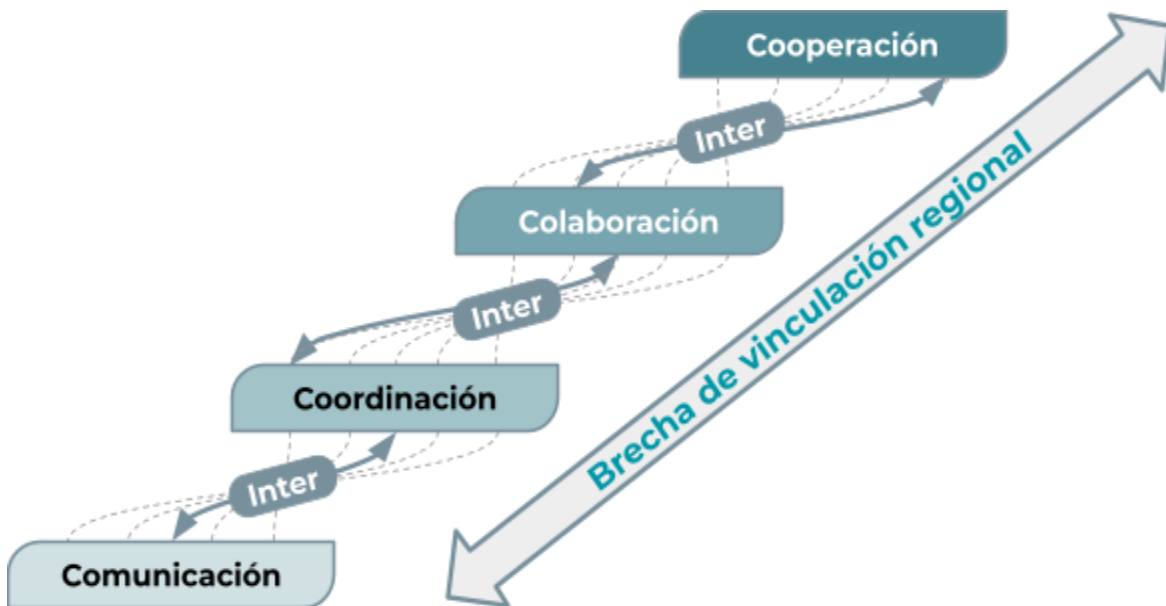 Cooperación
Inter
Colaboración
Inter
Coordinación
Inter
Comunicación
Brecha de vinculación regional